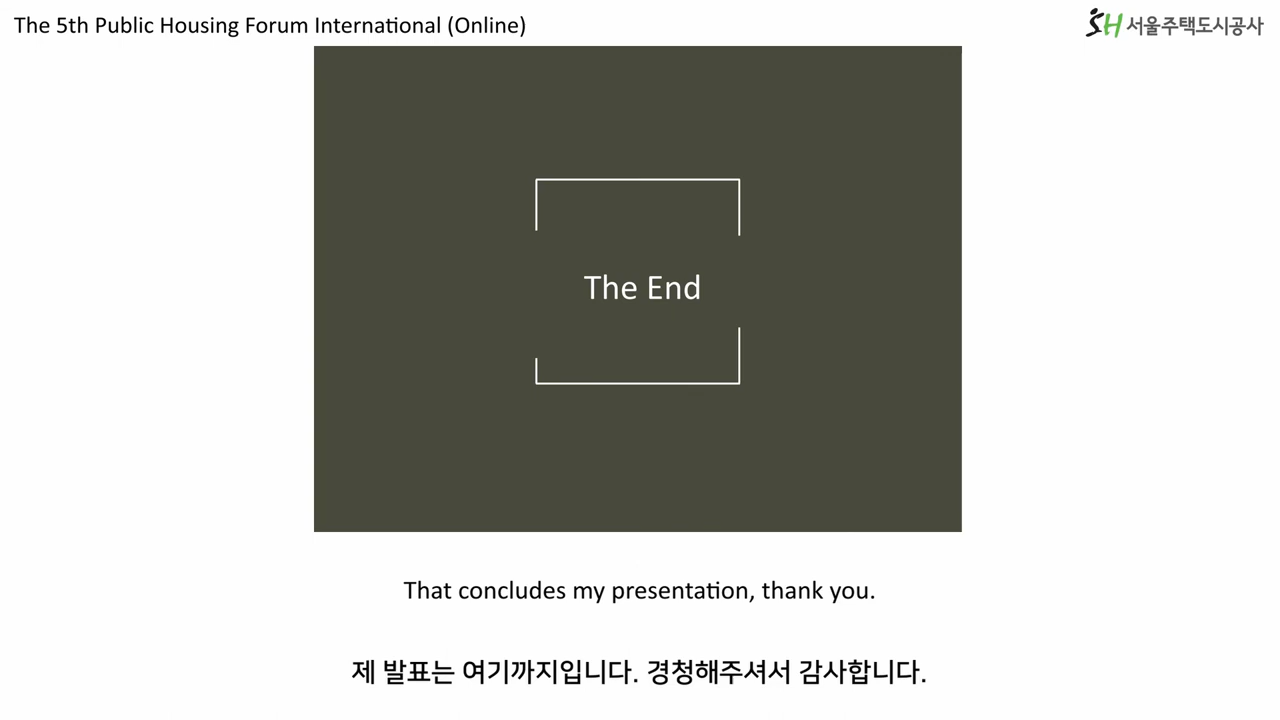 The 5th Public Housing Forum International (Online)
SH 서울주택도시공사
The End
That concludes my presentation, thank you.
제 발표는 여기까지입니다. 경청해주셔서 감사합니다.